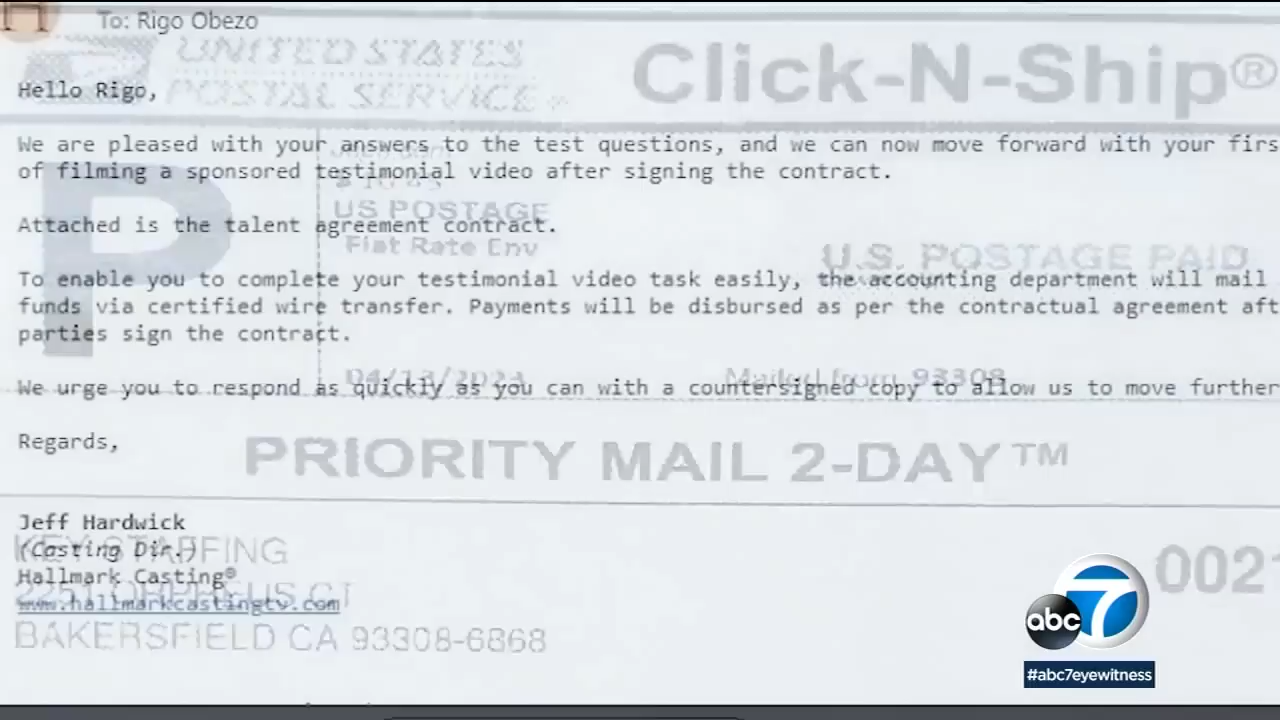 To: Rigo Obezo
UNITED STATES
POSTAL SERVICE
Click-N-Ship®
Hello Rigo,
We are pleased with your answers to the test questions, and we can now move forward with your firs
of filming a sponsored testimonial video after signing the contract.
P
US POSTAGE
Flat Rate Env
U.S. POSTAGE PAID
Attached is the talent agreement contract.
To enable you to complete your testimonial video task easily, the accounting department will mail
funds via certified wire transfer. Payments will be disbursed as per the contractual agreement aft
parties sign the contract.
Mailed from 93308
We urge you to respond as quickly as you can with a countersigned copy to allow us to move further
Regards,
PRIORITY MAIL 2-DAY™
Jeff Hardwick
(Casting Dir.)
Hallmark Casting®
www.hallmarkcastingtv.com
KEY STAFFING
BAKERSFIELD CA 93308-6868
0021
abc 7
#abc7eyewitness